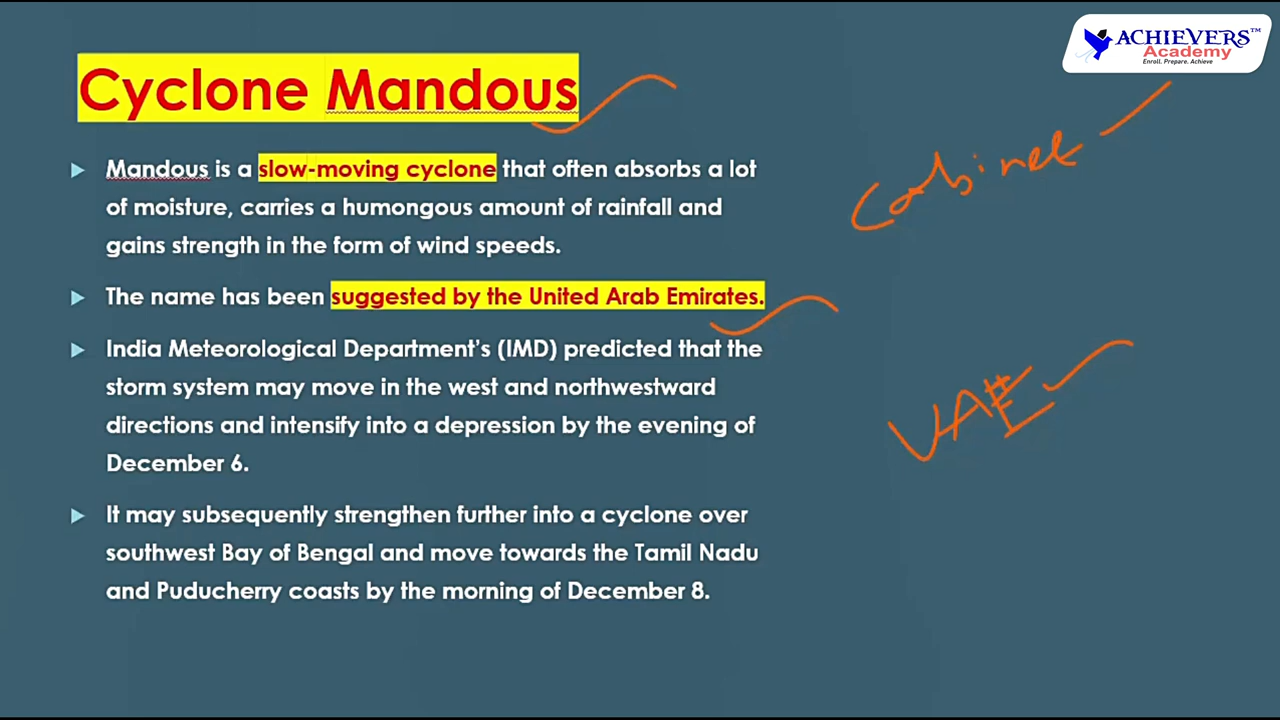 ACHIEVERS™
Academy
Enroll. Prepare. Achieve
Cyclone Mandous
Mandous is a slow-moving cyclone that often absorbs a lot
of moisture, carries a humongous amount of rainfall and
gains strength in the form of wind speeds.
The name has been suggested by the United Arab Emirates.
India Meteorological Department's (IMD) predicted that the
storm system may move in the west and northwestward
directions and intensify into a depression by the evening of
December 6.
It may subsequently strengthen further into a cyclone over
southwest Bay of Bengal and move towards the Tamil Nadu
and Puducherry coasts by the morning of December 8.
Cabinet
UAE